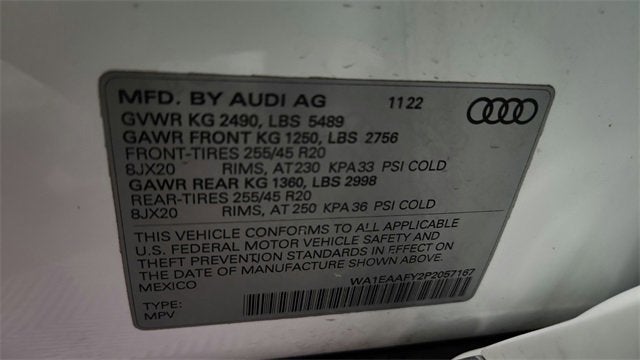 MFD. BY AUDI AG 1122
GVWR KG 2490, LBS 5489
GAWR FRONT KG 1250, LBS 2756
FRONT-TIRES 255/45 R20
8JX20 RIMS, AT 230 KPA 33 PSI COLD
GAWR REAR KG 1360, LBS 2998
REAR-TIRES 255/45 R20
8JX20 RIMS, AT 250 KPA 36 PSI COLD
THIS VEHICLE CONFORMS TO ALL APPLICABLE
U.S. FEDERAL MOTOR VEHICLE SAFETY AND
THEFT PREVENTION STANDARDS IN EFFECT ON
DATE OF MANUFACTURE SHOWN ABOVE.
MEXICO WA1EAAFY2P2057167
TYPE:
MPV